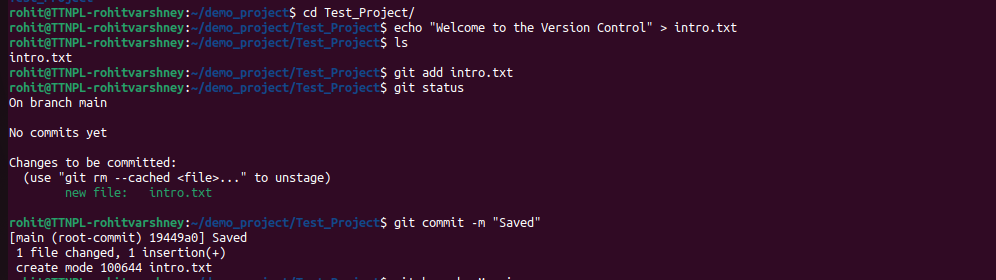 rohit@TTNPL-rohitvarshney:~/demo_project$ cd Test_Project/
rohit@TTNPL-rohitvarshney:~/demo_project/Test_Project$ echo "Welcome to the Version Control" > intro.txt
rohit@TTNPL-rohitvarshney:~/demo_project/Test_Project$ ls
intro.txt
rohit@TTNPL-rohitvarshney:~/demo_project/Test_Project$ git add intro.txt
rohit@TTNPL-rohitvarshney:~/demo_project/Test_Project$ git status
On branch main
No commits yet
Changes to be committed:
  (use "git rm --cached <file>..." to unstage)
        new file:   intro.txt
rohit@TTNPL-rohitvarshney:~/demo_project/Test_Project$ git commit -m "Saved"
[main (root-commit) 19449a0] Saved
 1 file changed, 1 insertion(+)
 create mode 100644 intro.txt